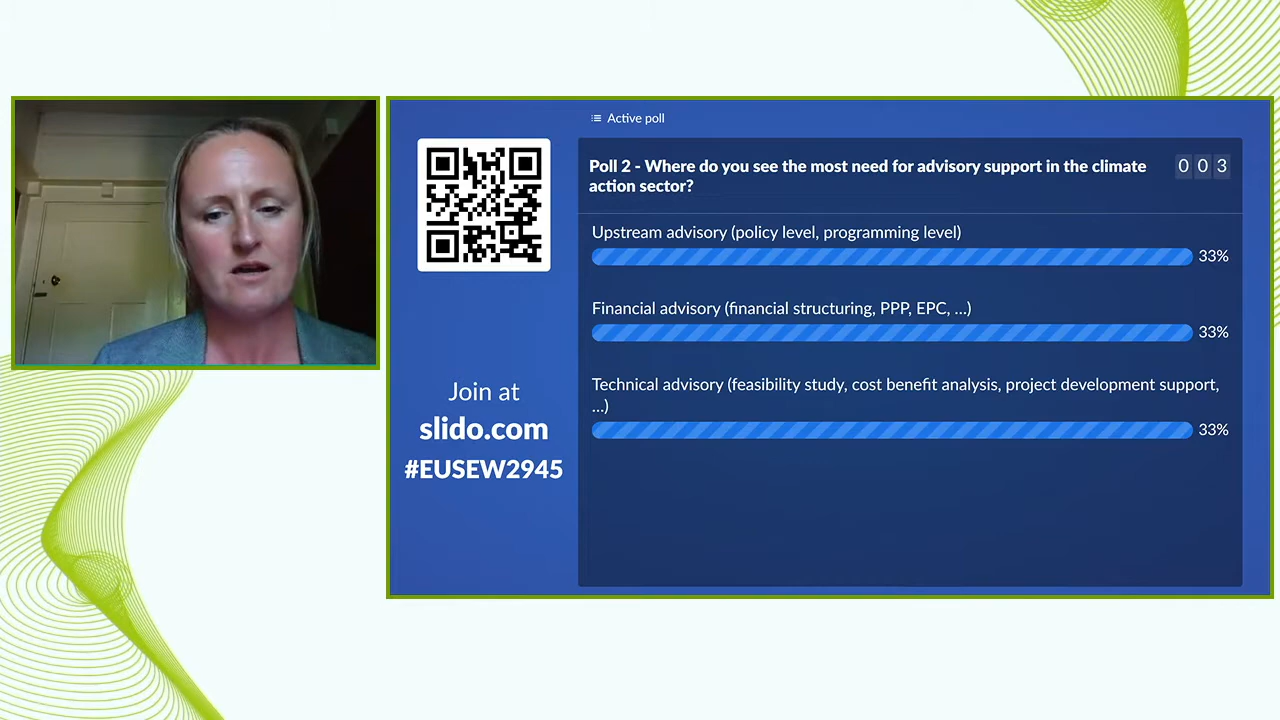 Active poll
Poll 2 - Where do you see the most need for advisory support in the climate
action sector?
0 0 3
Upstream advisory (policy level, programming level)
33%
Financial advisory (financial structuring, PPP, EPC, ...)
33%
Technical advisory (feasibility study, cost benefit analysis, project development support,
...)
33%
Join at
slido.com
#EUSEW2945